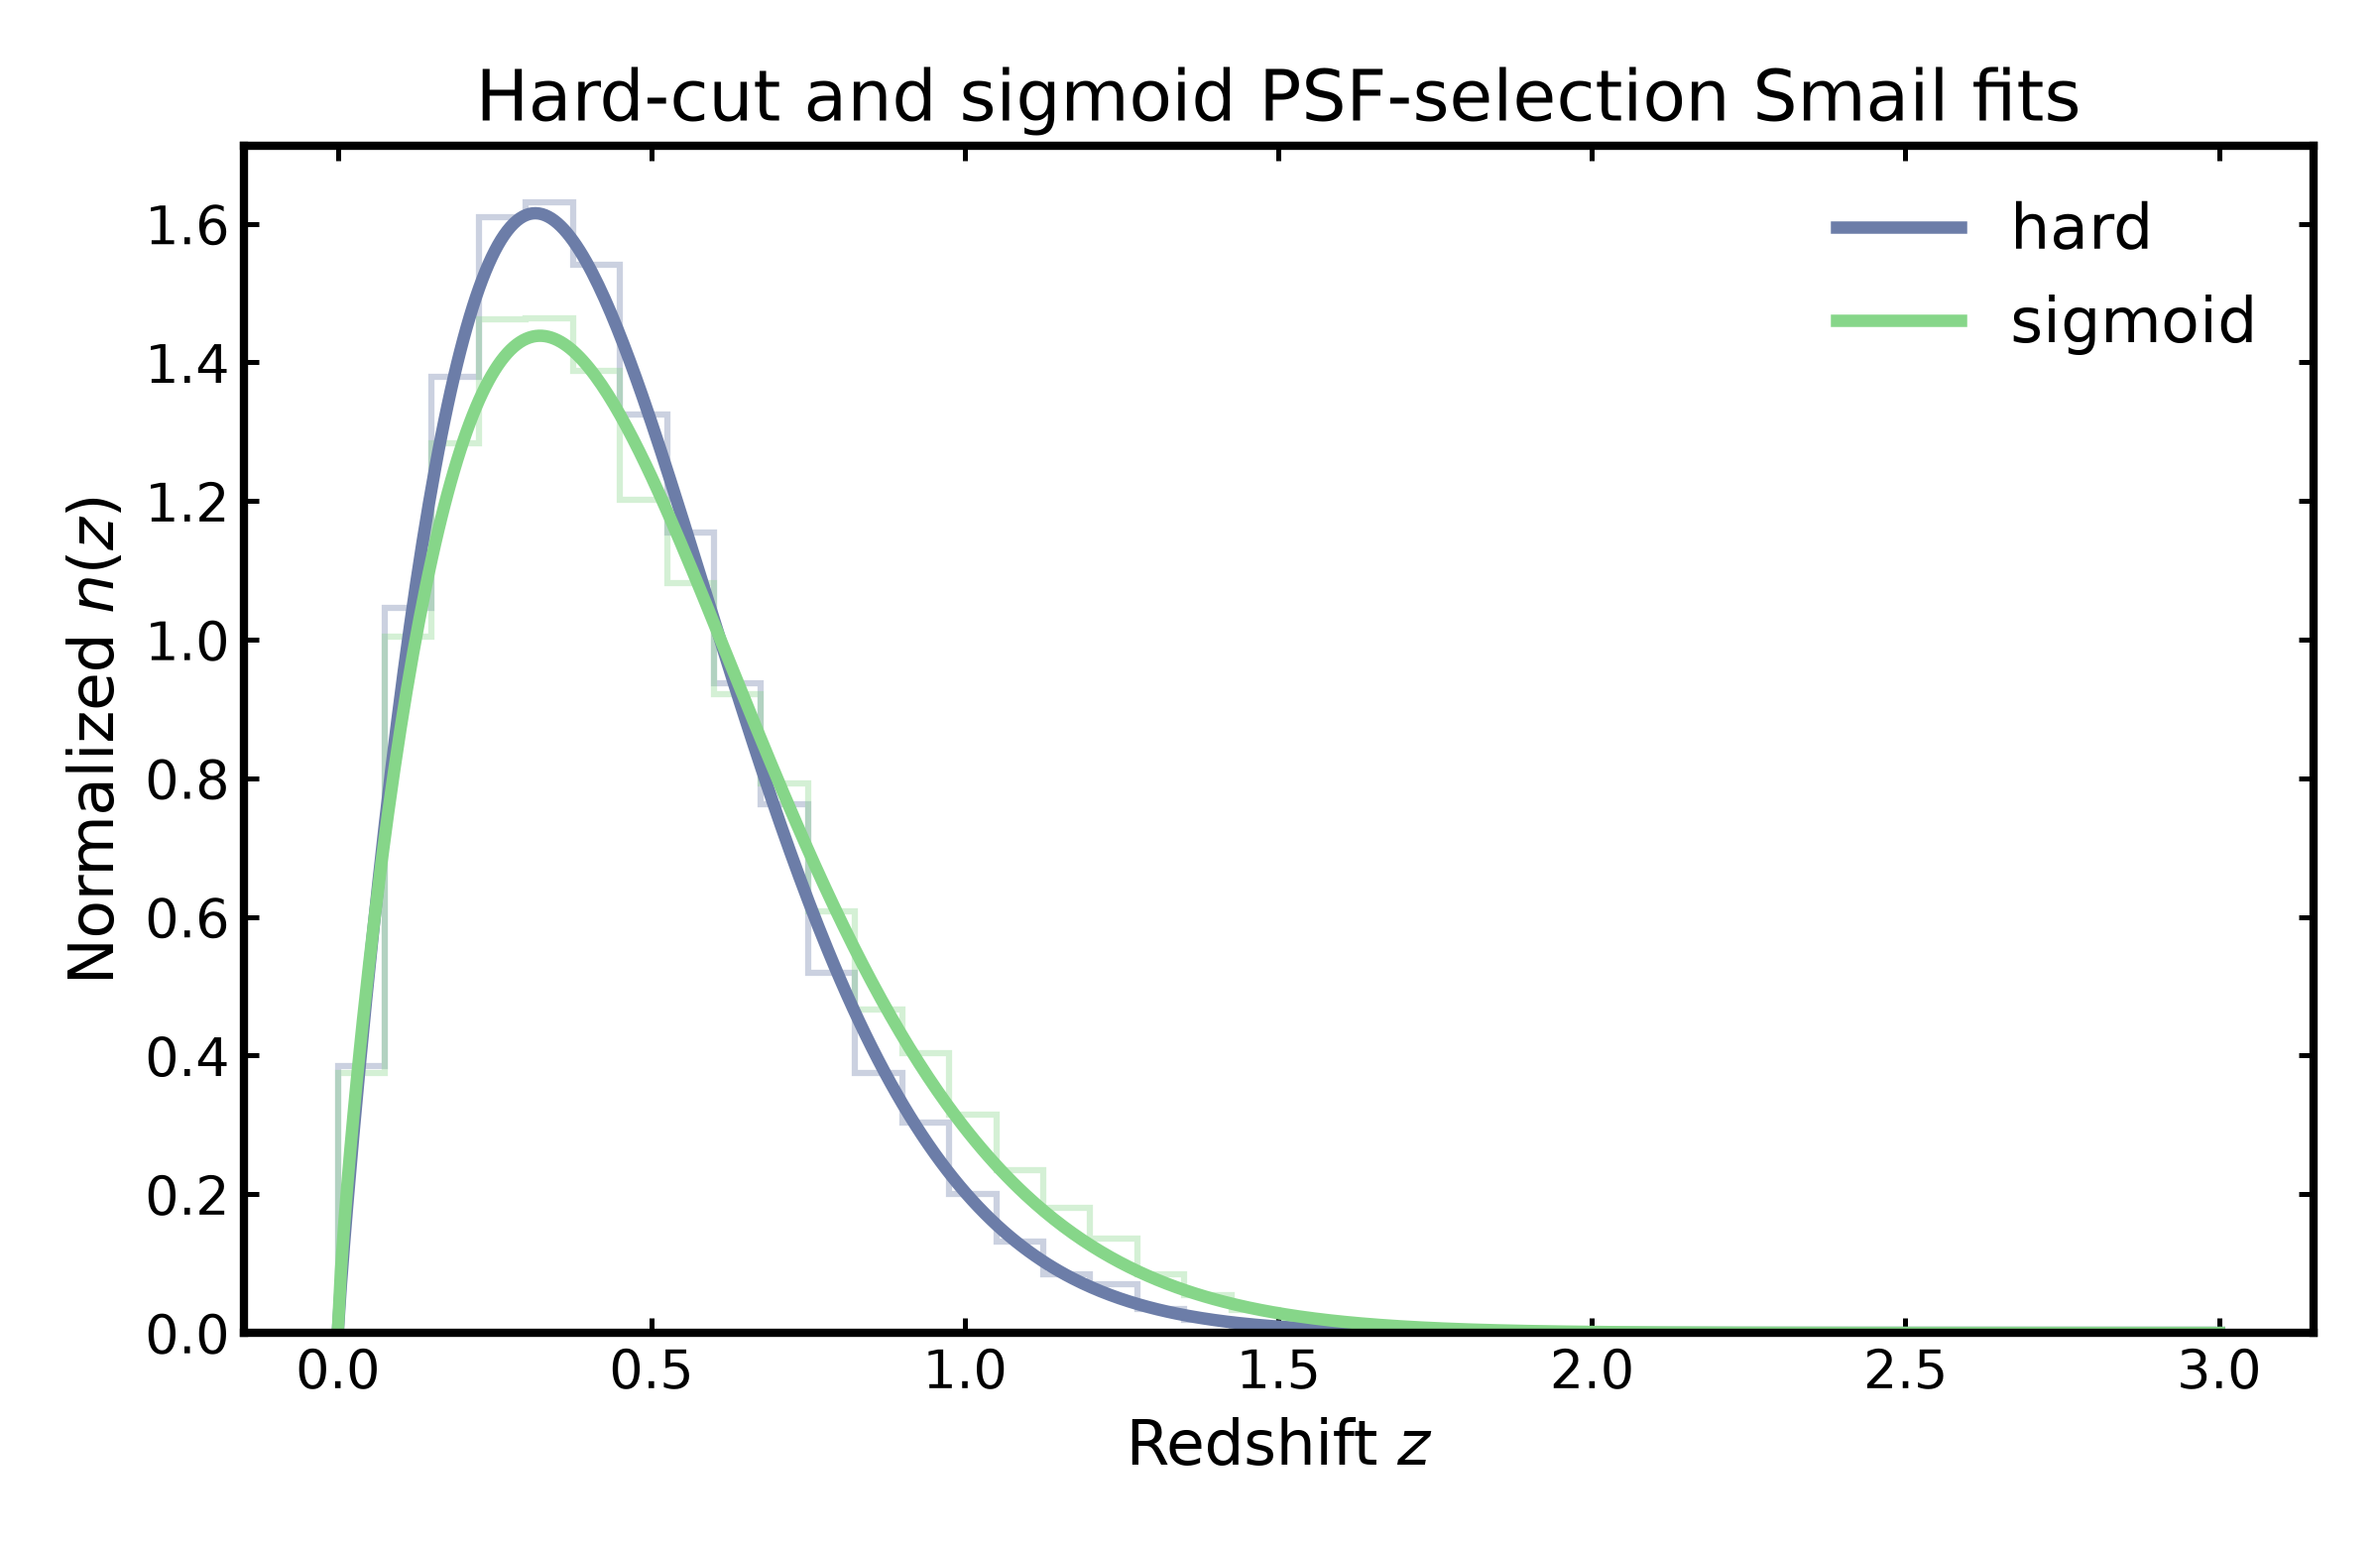 Hard-cut and sigmoid PSF-selection Smail fits
hard
sigmoid
Normalized n(z)
1.6
1.4
1.2
1.0
0.8
0.6
0.4
0.2
0.0
0.0 0.5 1.0 1.5 2.0 2.5 3.0
Redshift z